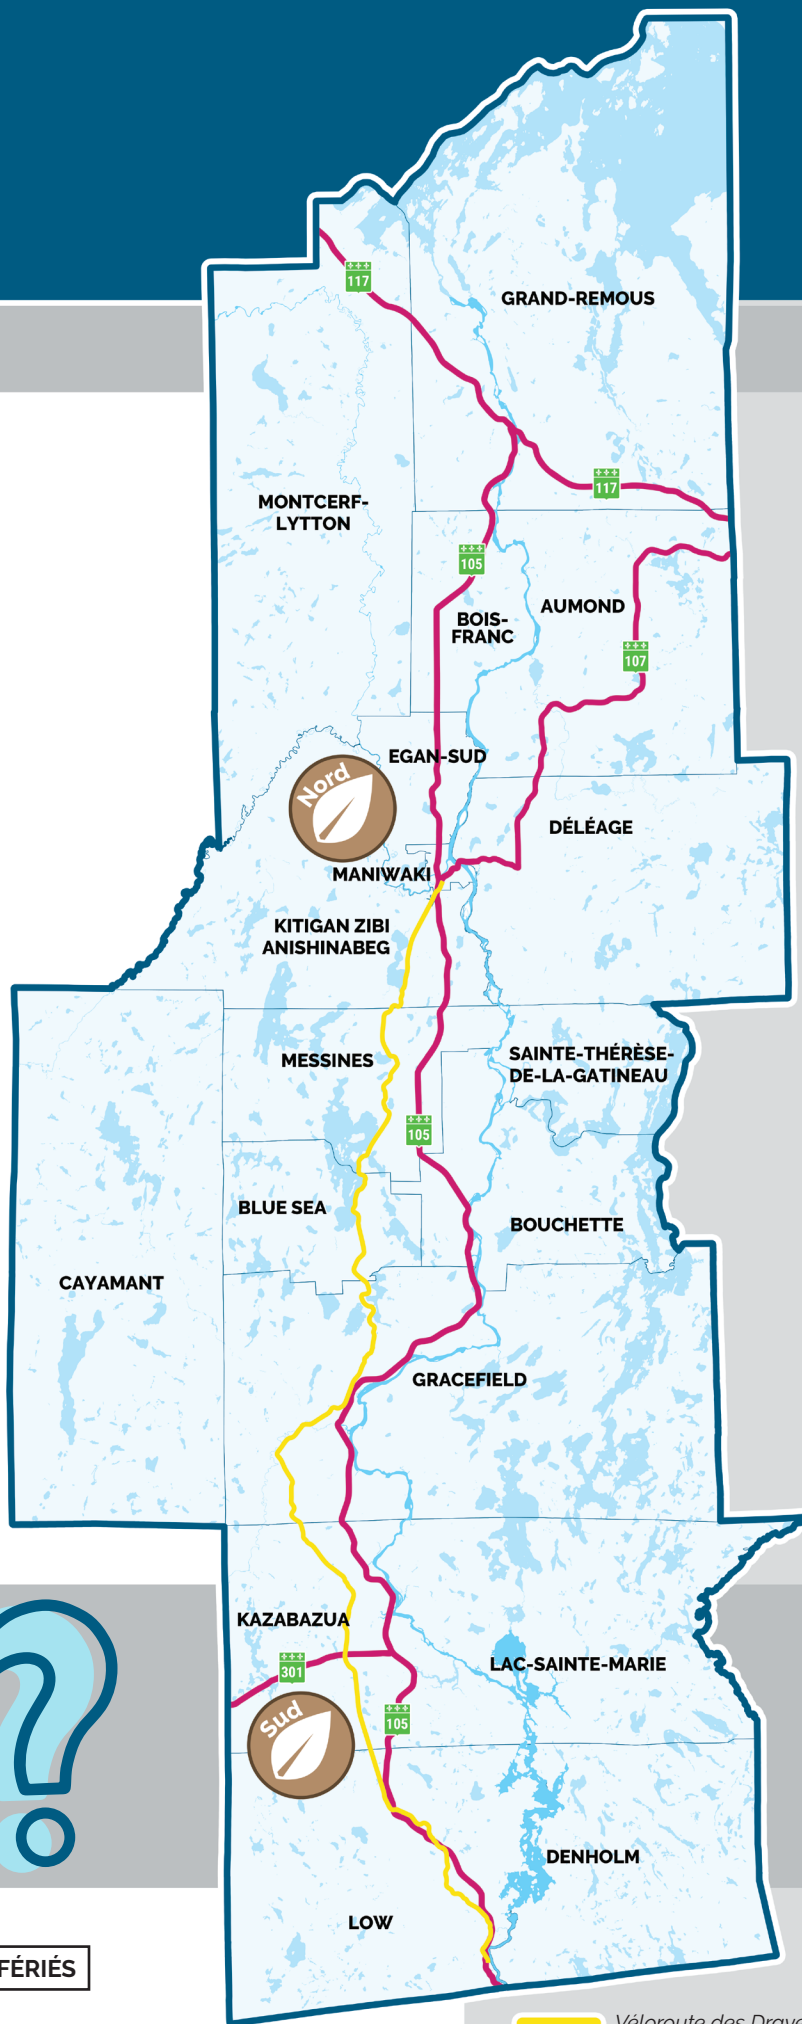 117
GRAND-REMOUS
117
MONTCERF-
LYTTON
105
BOIS-
FRANC
AUMOND
107
EGAN-SUD
Nord
DÉLÉAGE
MANIWAKI
KITIGAN ZIBI
ANISHINABEG
MESSINES
SAINTE-THÉRÈSE-
DE-LA-GATINEAU
105
BLUE SEA
BOUCHETTE
CAYAMANT
GRACEFIELD
KAZABAZUA
301
LAC-SAINTE-MARIE
Sud
105
DENHOLM
LOW
FÉRIÉS
Véloroute des